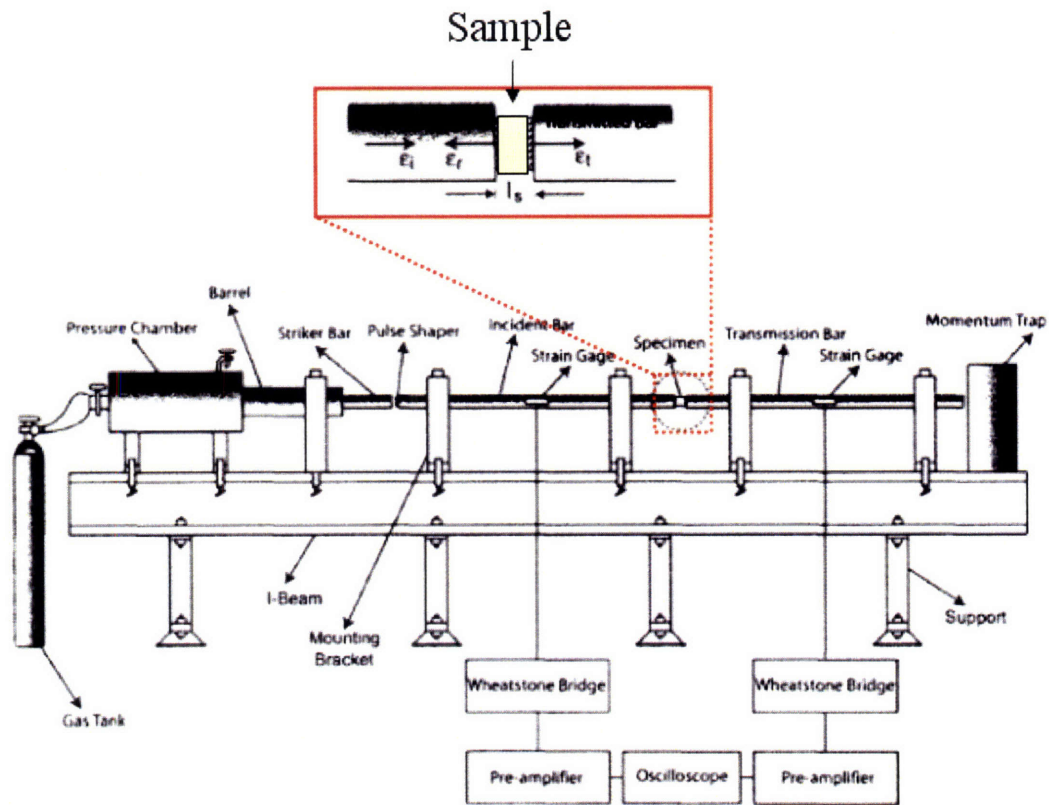 Sample
εi
εr
εt
ls
Barrel
Pressure Chamber
Striker Bar
Pulse Shaper
Incident Bar
Strain Gage
Specimen
Transmission Bar
Strain Gage
Momentum Trap
I-Beam
Mounting
Bracket
Support
Gas Tank
Wheatstone Bridge
Wheatstone Bridge
Pre-amplifier
Oscilloscope
Pre-amplifier